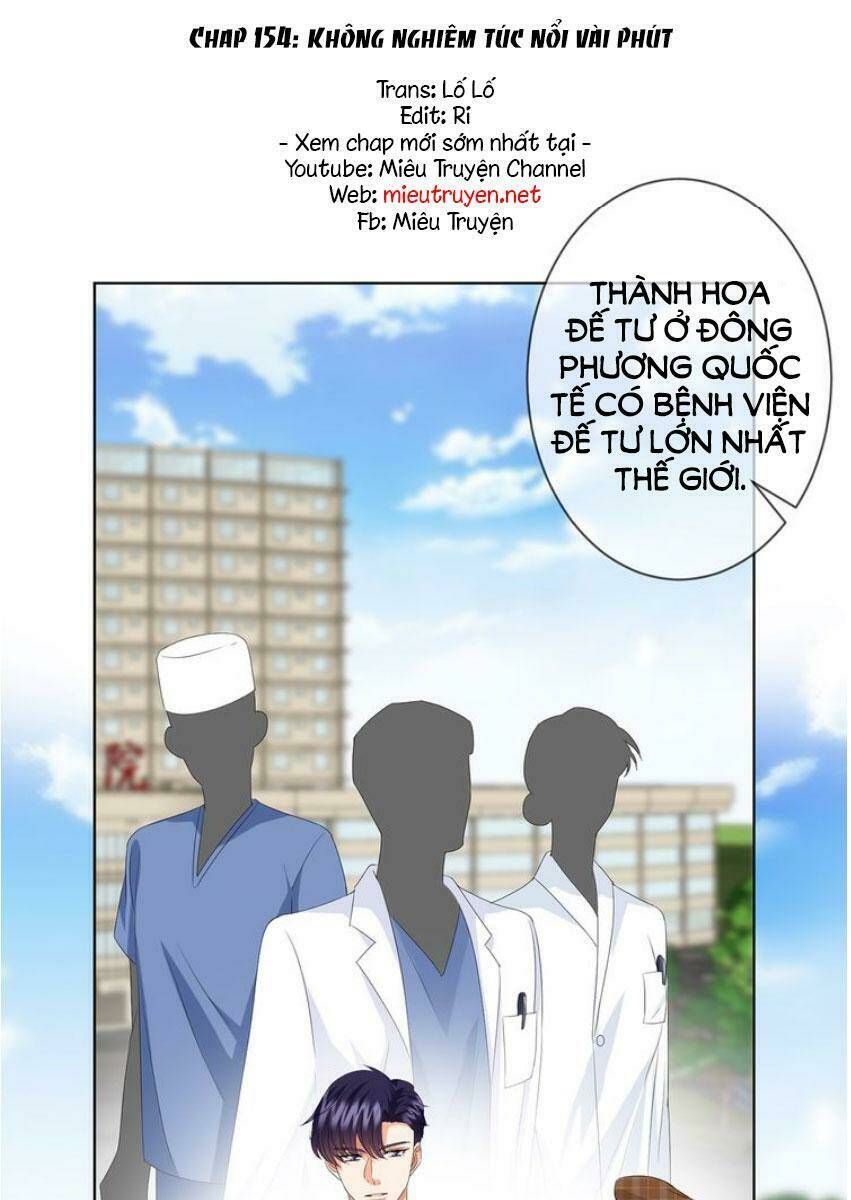 CHAP 154: KHÔNG NGHIÊM TÚC NỔI VÀI PHÚT
Trans: Lố Lố
Edit: Ri
- Xem chap mới sớm nhất tại -
Youtube: Miêu Truyện Channel
Web: mieutruyen.net
Fb: Miêu Truyện
THÀNH HOA
ĐẾ TƯ Ở ĐÔNG
PHƯƠNG QUỐC
TẾ CÓ BỆNH VIỆN
ĐẾ TƯ LỚN NHẤT
THẾ GIỚI.
院